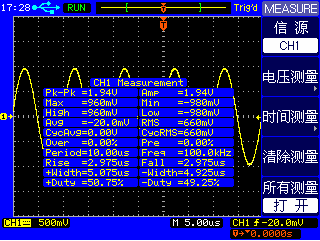 17:28 RUN Trig'd MEASURE
信 源
CH1
电压测量
时间测量
清除测量
所有测量
打 开
CH1 Measurement
Pk-Pk =1.94V Amp =1.94V
Max =960mV Min =-980mV
High =960mV Low =-980mV
Avg =-20.0mV RMS =660mV
CycAvg=0.00V CycRMS=660mV
Over =0.00% Pre =0.00%
Period=10.00us Freq =100.0kHz
Rise =2.975us Fall =2.975us
+Width=5.075us -Width=4.925us
+Duty =50.75% -Duty =49.25%
CH1 500mV M 5.00us CH1 -20.0mV
0.0000s